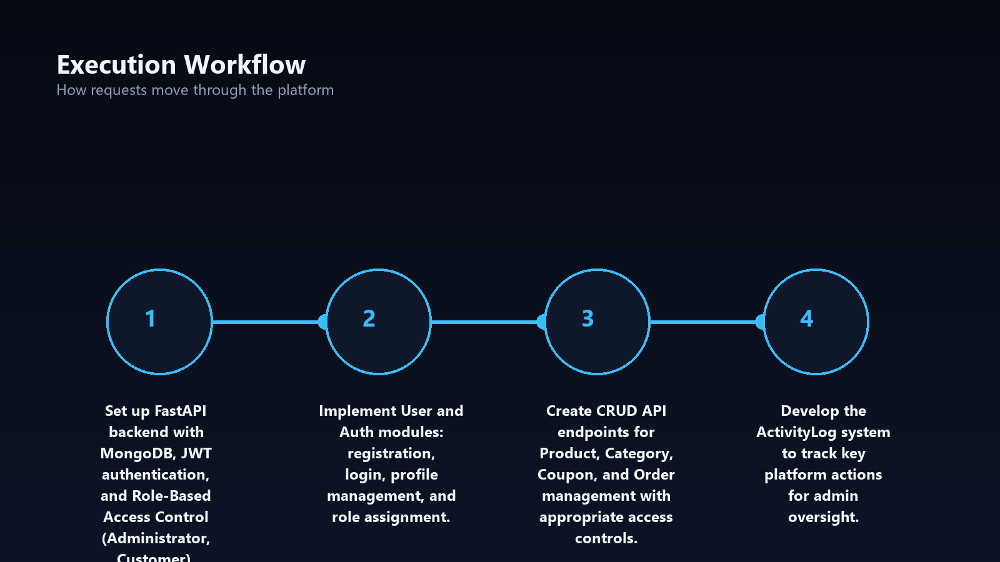 Execution Workflow
How requests move through the platform
1
2
3
4
Set up FastAPI
backend with
MongoDB, JWT
authentication,
and Role-Based
Access Control
(Administrator,
Customer)
Implement User and
Auth modules:
registration,
login, profile
management, and
role assignment.
Create CRUD API
endpoints for
Product, Category,
Coupon, and Order
management with
appropriate access
controls.
Develop the
ActivityLog system
to track key
platform actions
for admin
oversight.